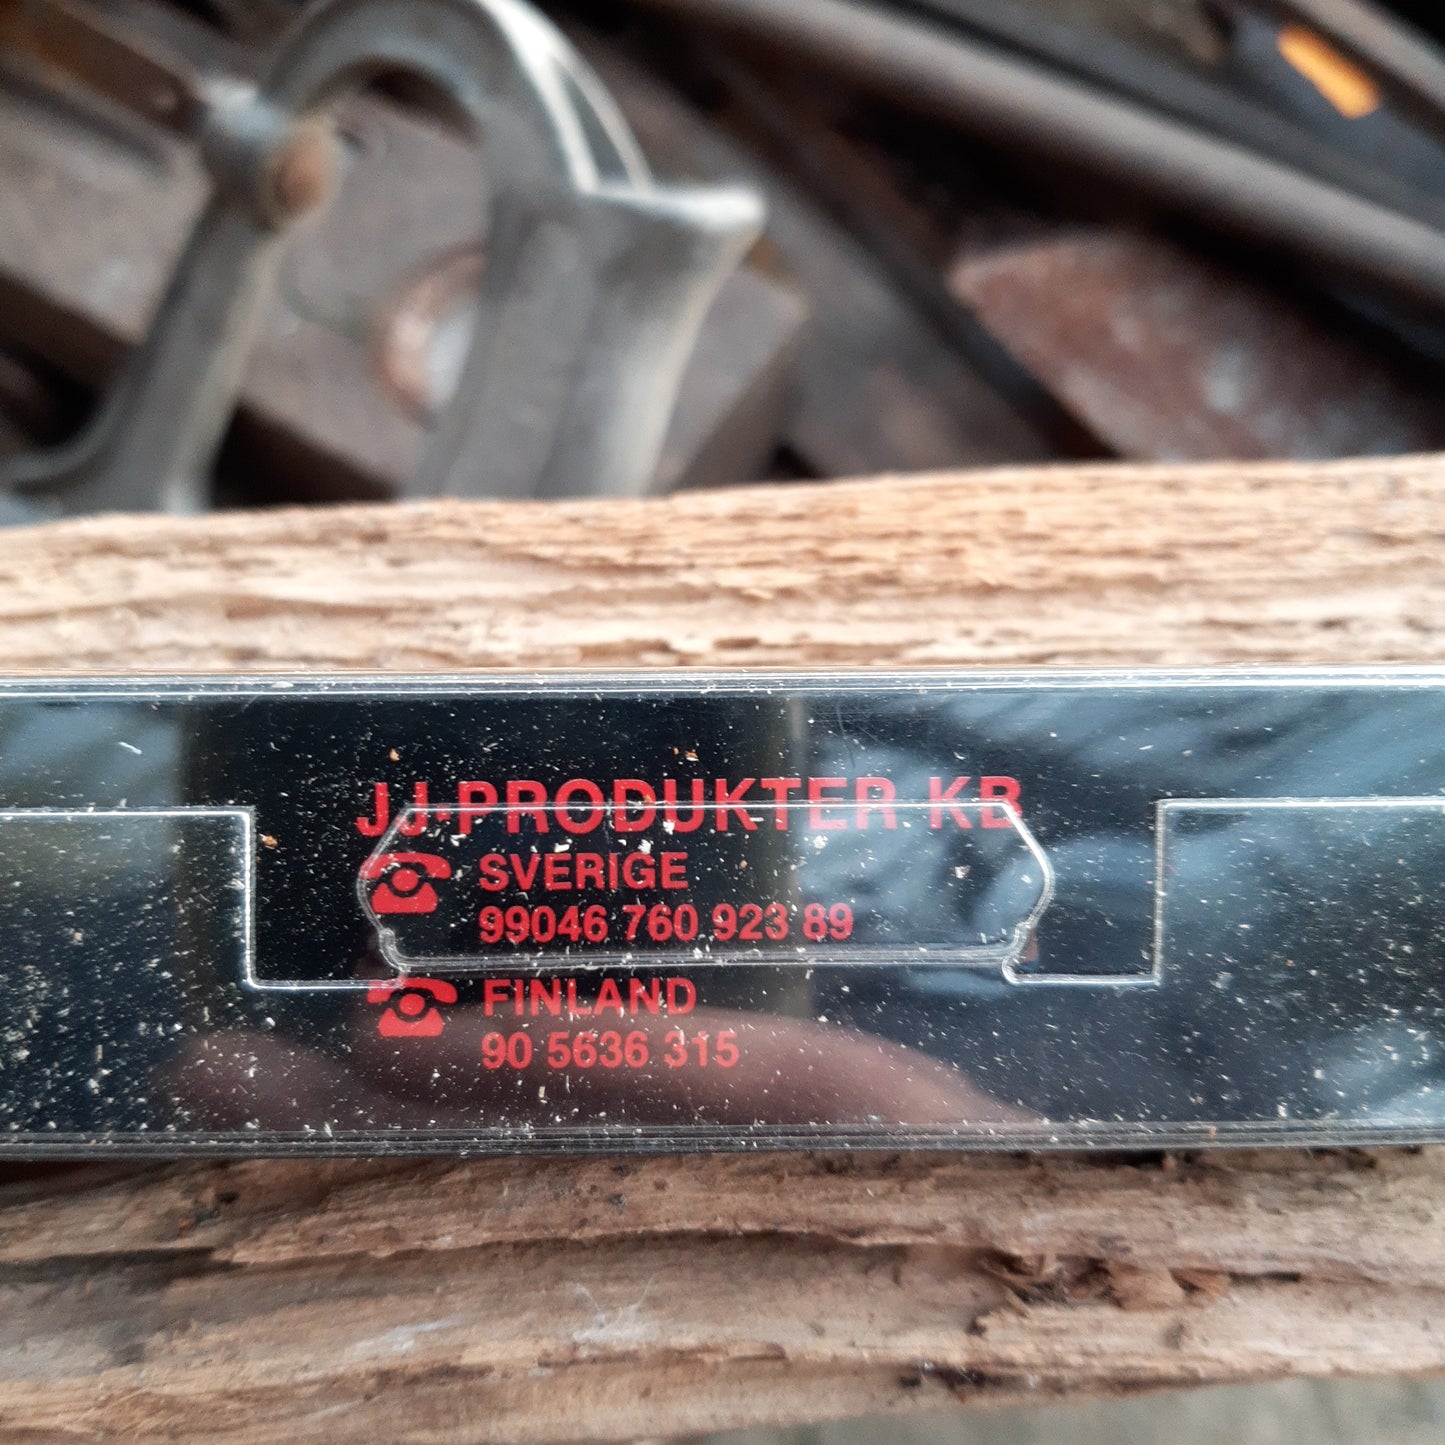 JJ-PRODUKTER KB
SVERIGE
99046 760 923 89
FINLAND
90 5636 315